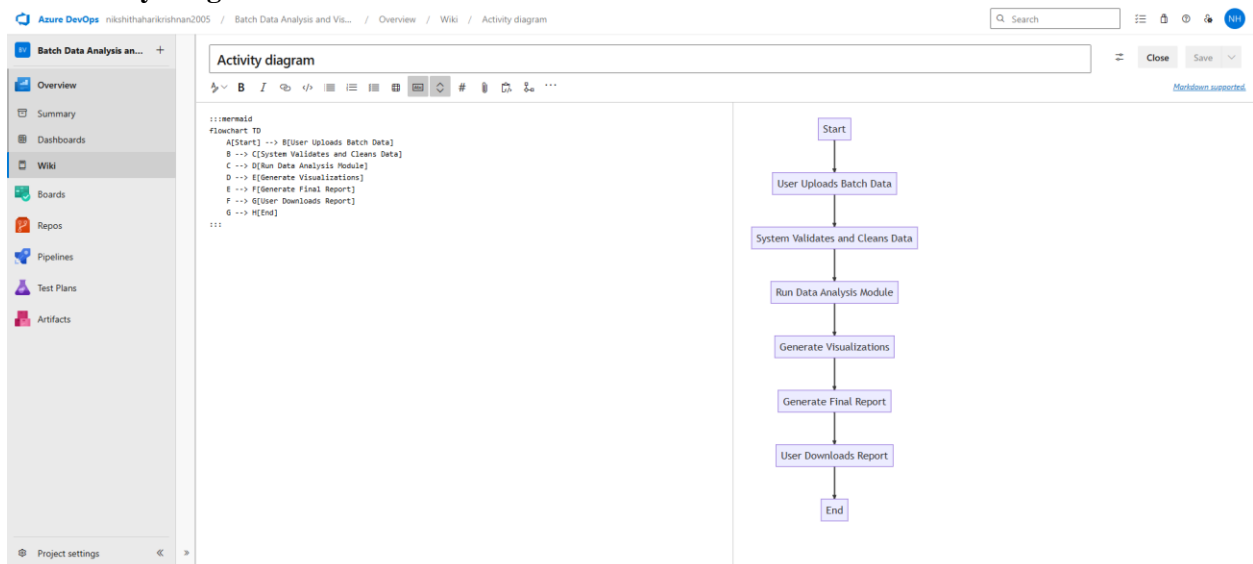 Azure DevOps nikshithaharikrishnan2005 / Batch Data Analysis and Vis... / Overview / Wiki / Activity diagram
Search
NH
BV Batch Data Analysis an... +
Overview
Summary
Dashboards
Wiki
Boards
Repos
Pipelines
Test Plans
Artifacts
Project settings
Activity diagram
Close
Save
B I
Markdown supported.
:::mermaid
flowchart TD
A[Start] --> B[User Uploads Batch Data]
B --> C[System Validates and Cleans Data]
C --> D[Run Data Analysis Module]
D --> E[Generate Visualizations]
E --> F[Generate Final Report]
F --> G[User Downloads Report]
G --> H[End]
:::
Start
User Uploads Batch Data
System Validates and Cleans Data
Run Data Analysis Module
Generate Visualizations
Generate Final Report
User Downloads Report
End